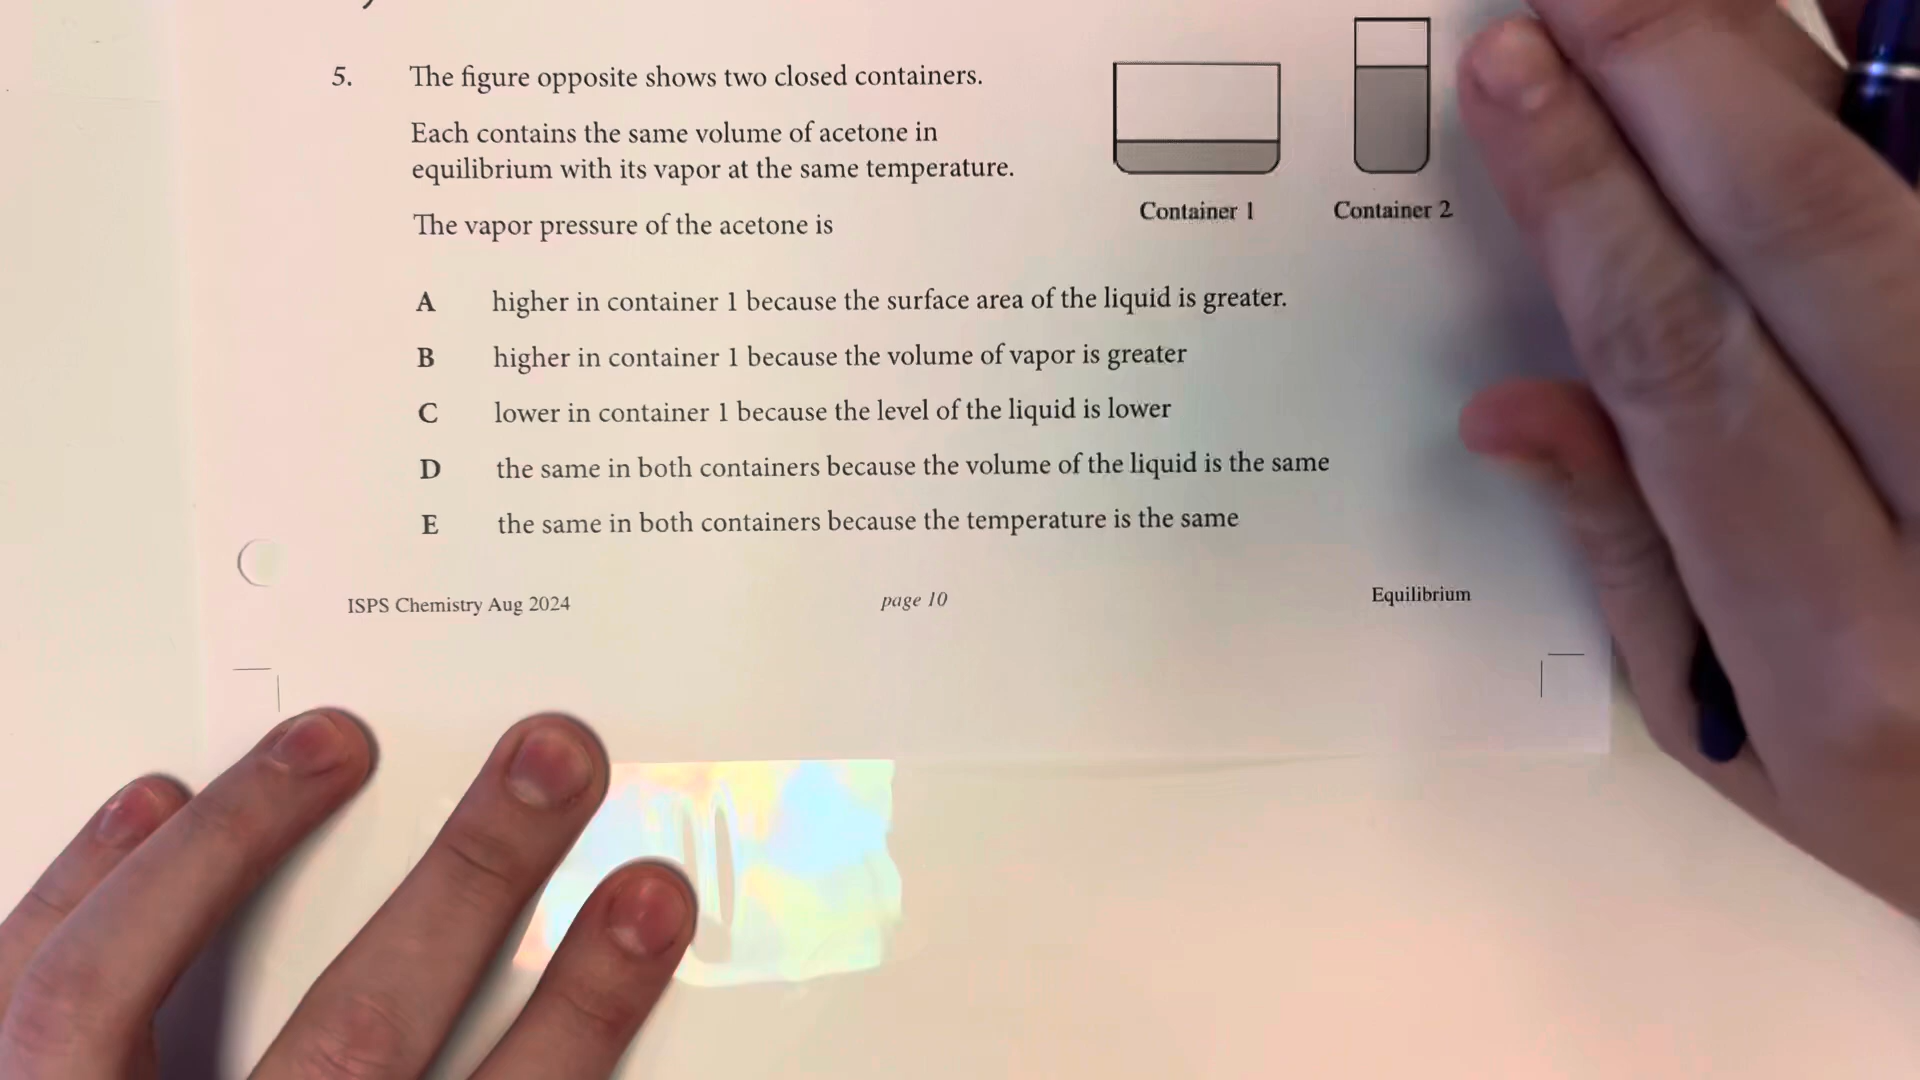 5. The figure opposite shows two closed containers.
Each contains the same volume of acetone in
equilibrium with its vapor at the same temperature.
Container 1 Container 2
The vapor pressure of the acetone is
A higher in container 1 because the surface area of the liquid is greater.
B higher in container 1 because the volume of vapor is greater
C lower in container 1 because the level of the liquid is lower
D the same in both containers because the volume of the liquid is the same
E the same in both containers because the temperature is the same
ISPS Chemistry Aug 2024 page 10 Equilibrium